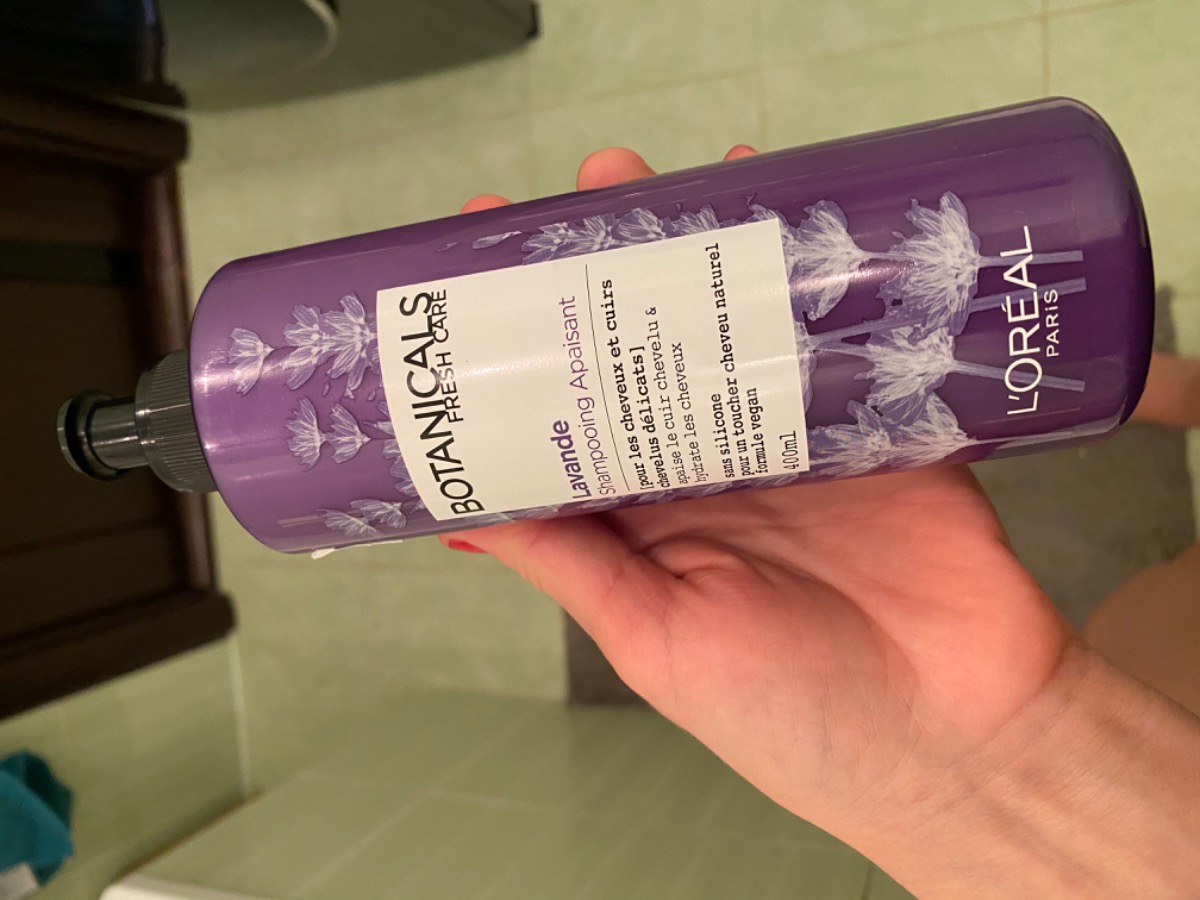 BOTANICALS
FRESH CARE
Lavande
Shampooing Apaisant
[pour les cheveux et cuirs
chevelus délicats]
apaise le cuir chevelu &
hydrate les cheveux
sans silicone
pour un toucher cheveu naturel
formule vegan
400ml
L'ORÉAL
PARIS